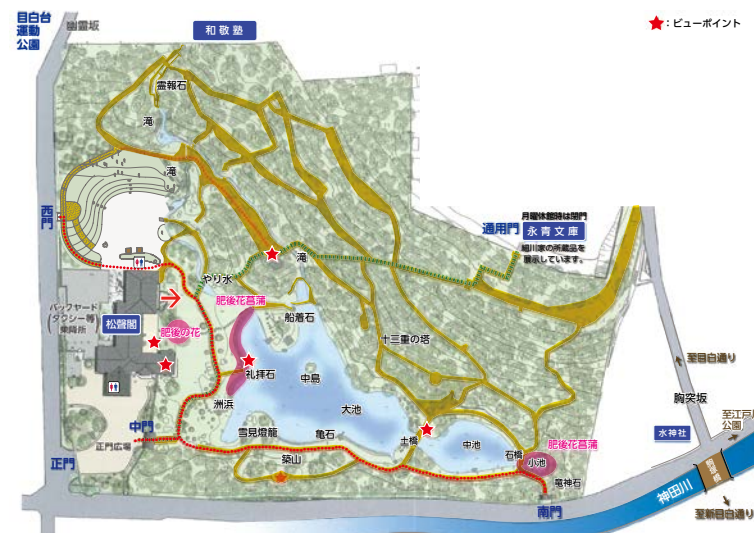 目白台
運動
公園
幽霊坂
和敬塾
★：ビューポイント
霊報石
滝
滝
西門
月曜休館時は閉門
通用門
永青文庫
細川家の所蔵品を
展示しています。
滝
やり水
バックヤード
(タクシー等)
乗降所
松聲閣
肥後の花
肥後花菖蒲
船着石
十三重の塔
至目白通り
礼拝石
中島
洲浜
大池
胸突坂
至江戸川
公園
中門
雪見燈籠
亀石
土橋
中池
石橋
肥後花菖蒲
小池
水神社
正門広場
正門
築山
竜神石
神田川
南門
至新目白通り